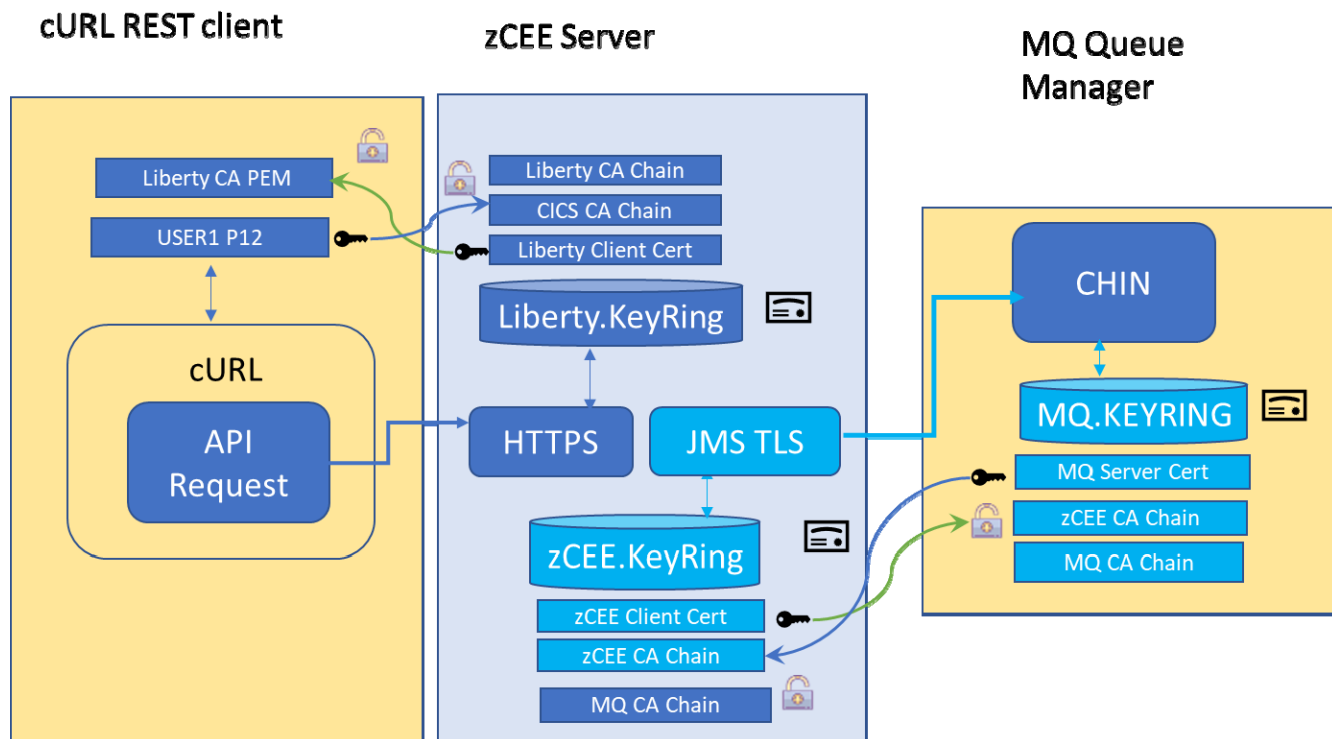 cURL REST client
zCEE Server
MQ Queue
Manager
Liberty CA PEM
USER1 P12
cURL
API
Request
Liberty CA Chain
CICS CA Chain
Liberty Client Cert
Liberty.KeyRing
HTTPS
JMS TLS
zCEE.KeyRing
zCEE Client Cert
zCEE CA Chain
MQ CA Chain
CHIN
MQ.KEYRING
MQ Server Cert
zCEE CA Chain
MQ CA Chain